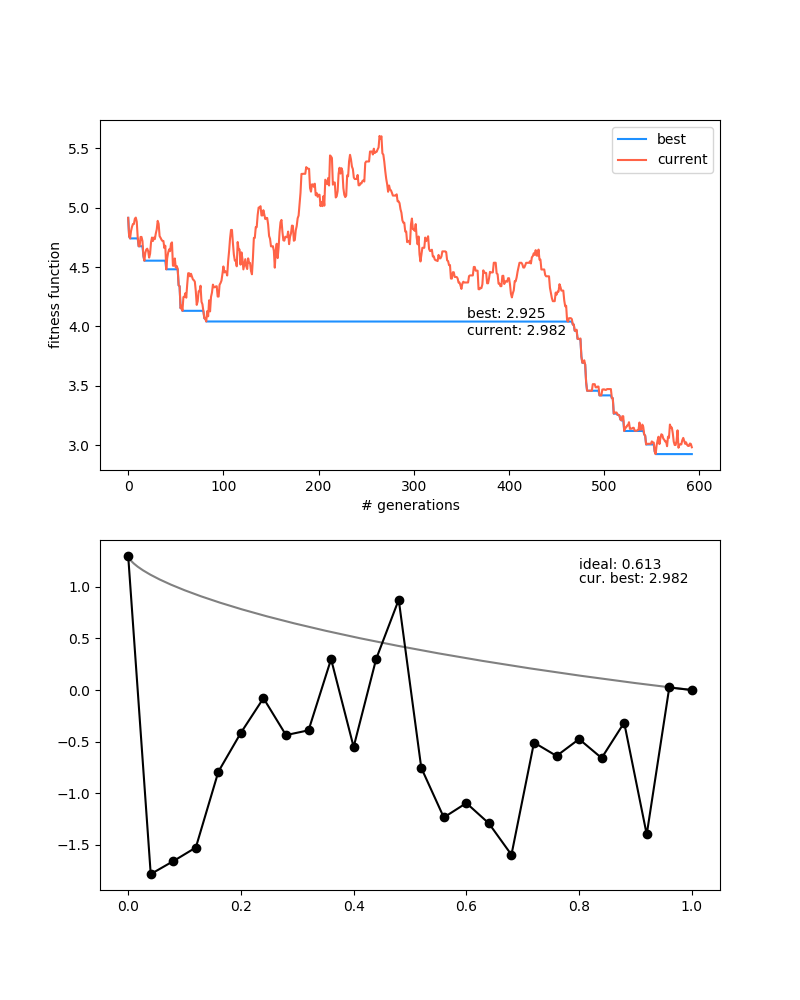 best
current
5.5
5.0
4.5
4.0
3.5
3.0
fitness function
best: 2.925
current: 2.982
0 100 200 300 400 500 600
# generations
ideal: 0.613
cur. best: 2.982
1.0
0.5
0.0
−0.5
−1.0
−1.5
0.0 0.2 0.4 0.6 0.8 1.0